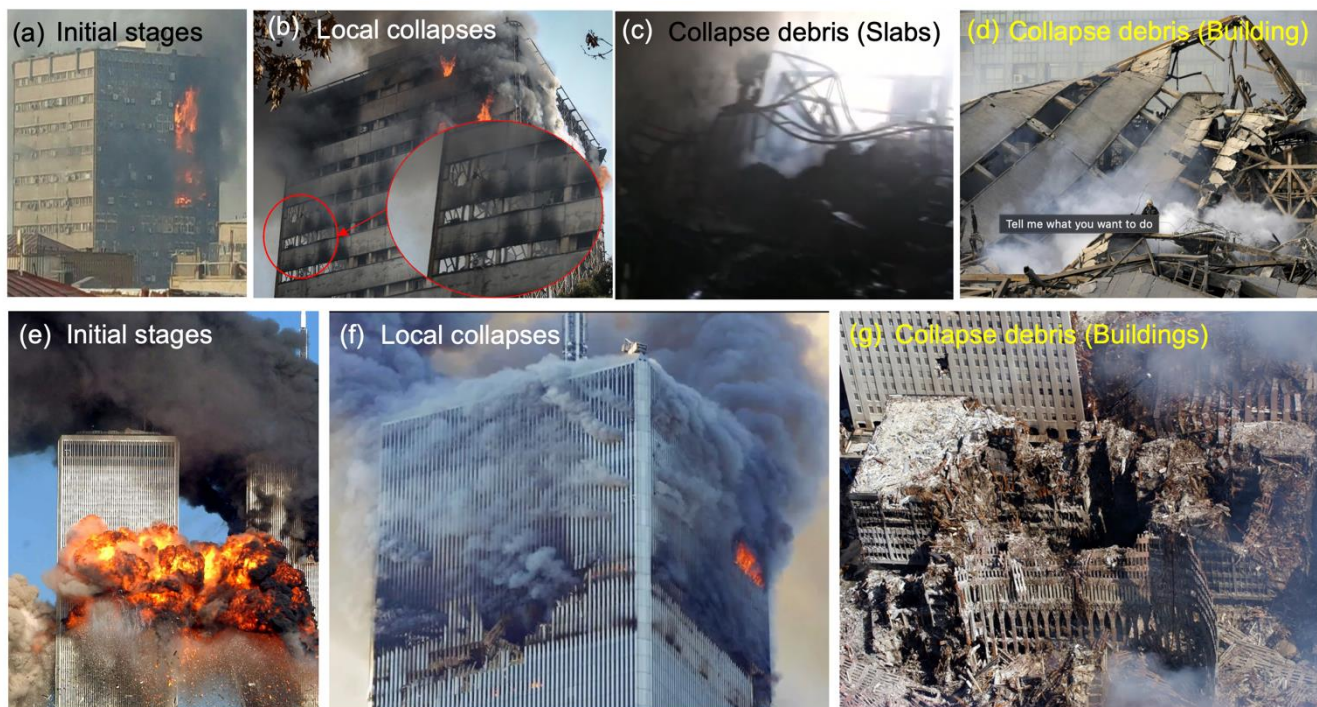 (a) Initial stages
(b) Local collapses
(c) Collapse debris (Slabs)
(d) Collapse debris (Building)
Tell me what you want to do
(e) Initial stages
(f) Local collapses
(g) Collapse debris (Buildings)